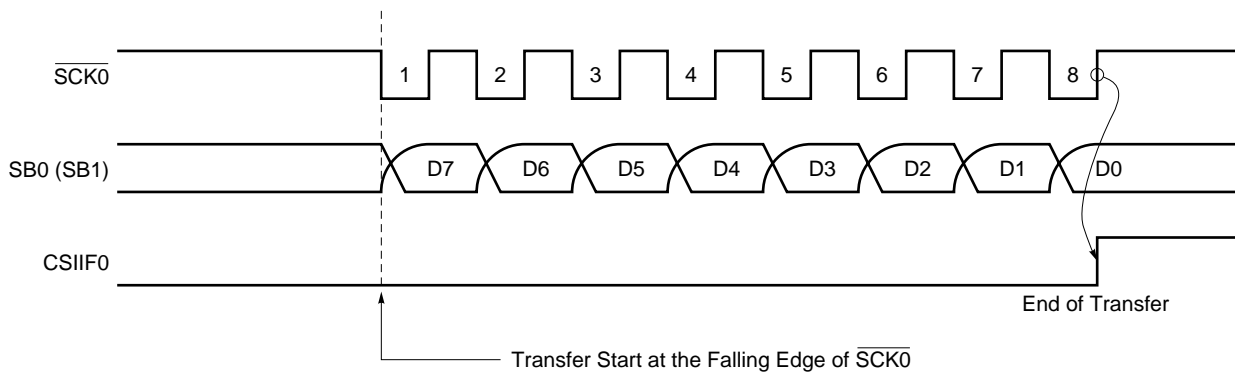 SCK0
1 2 3 4 5 6 7 8
SB0 (SB1)
D7 D6 D5 D4 D3 D2 D1 D0
CSIIF0
End of Transfer
Transfer Start at the Falling Edge of SCK0